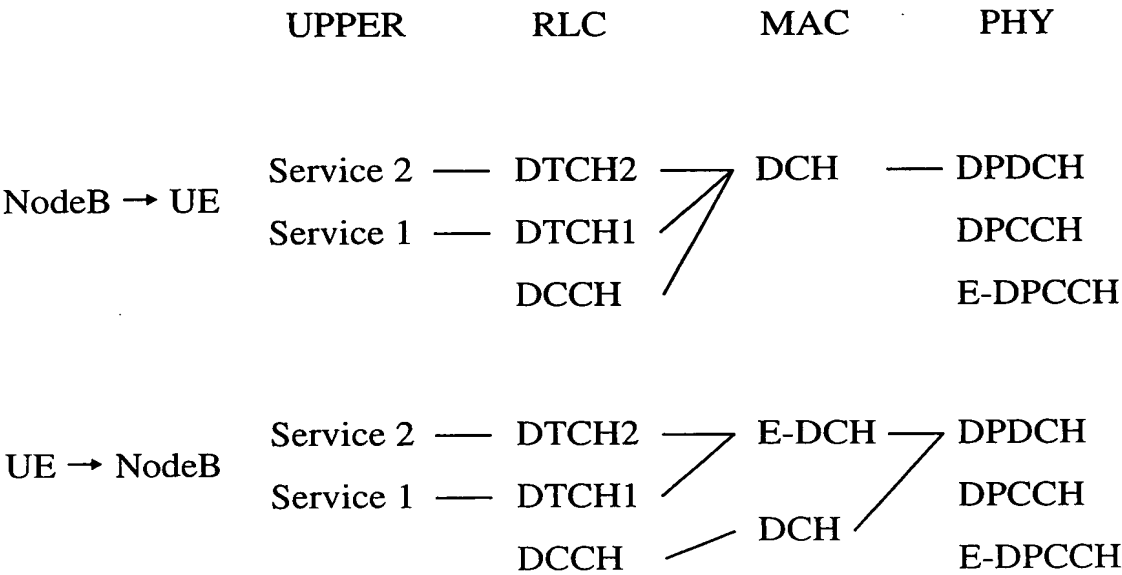 UPPER RLC MAC PHY
Service 2 DTCH2 DCH DPDCH
NodeB → UE
Service 1 DTCH1 DPCCH
DCCH E-DPCCH
Service 2 DTCH2 E-DCH DPDCH
UE → NodeB
Service 1 DTCH1 DPCCH
DCH
DCCH E-DPCCH